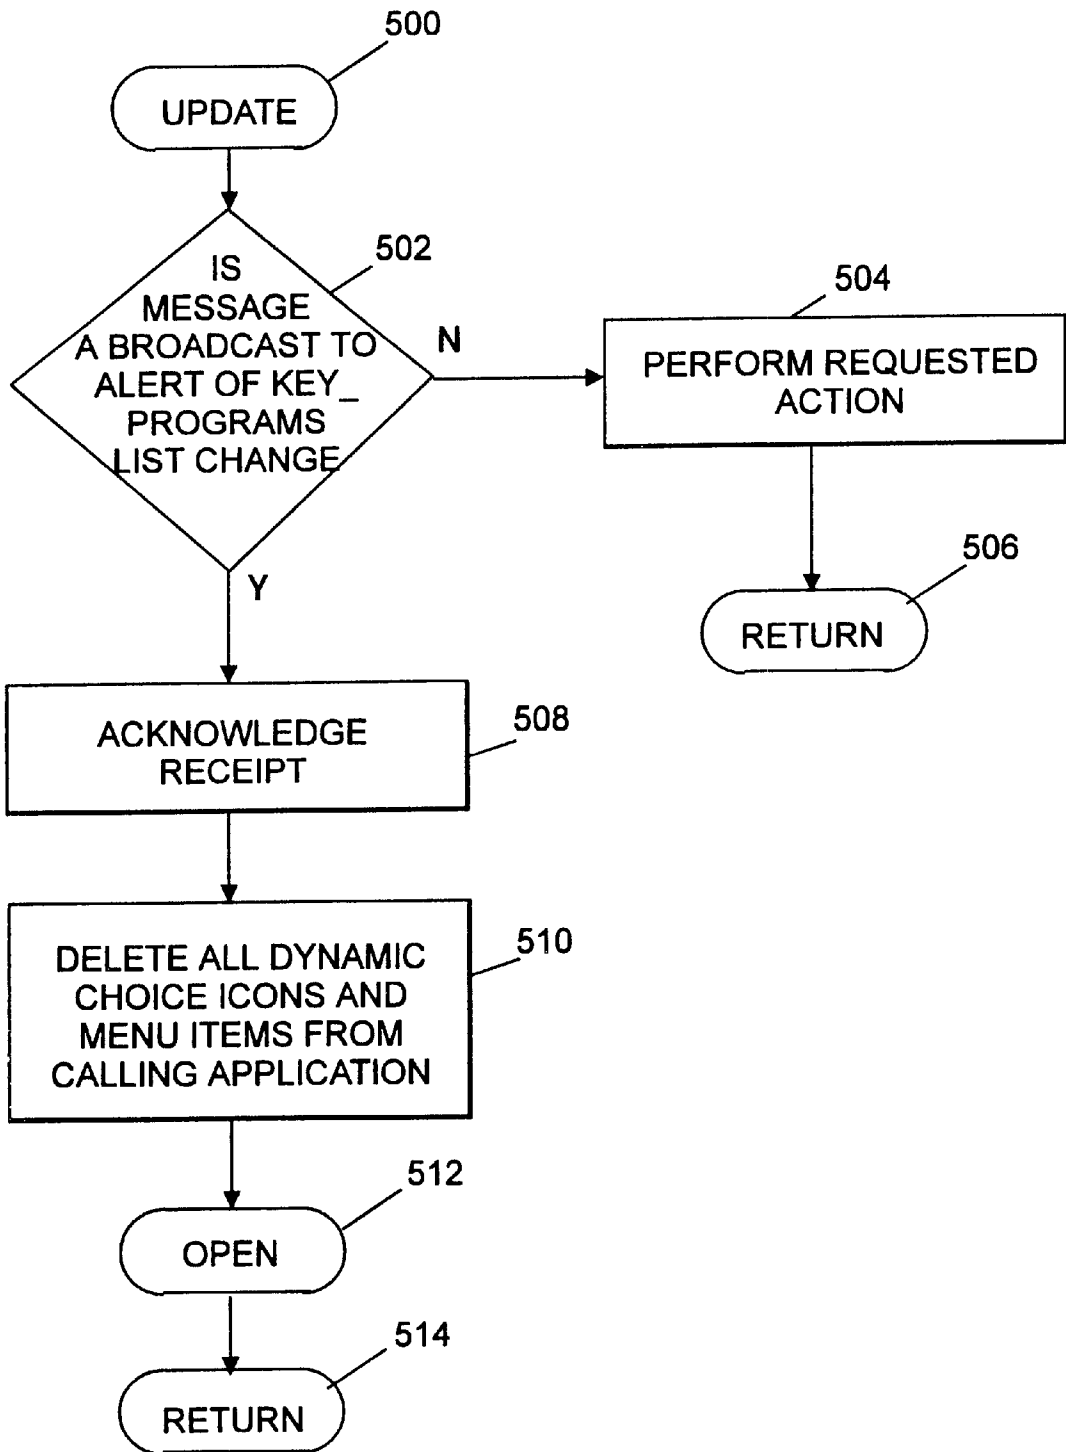 500
UPDATE
502
IS
MESSAGE
A BROADCAST TO
ALERT OF KEY_
PROGRAMS
LIST CHANGE
N
504
PERFORM REQUESTED
ACTION
506
RETURN
Y
508
ACKNOWLEDGE
RECEIPT
510
DELETE ALL DYNAMIC
CHOICE ICONS AND
MENU ITEMS FROM
CALLING APPLICATION
512
OPEN
514
RETURN